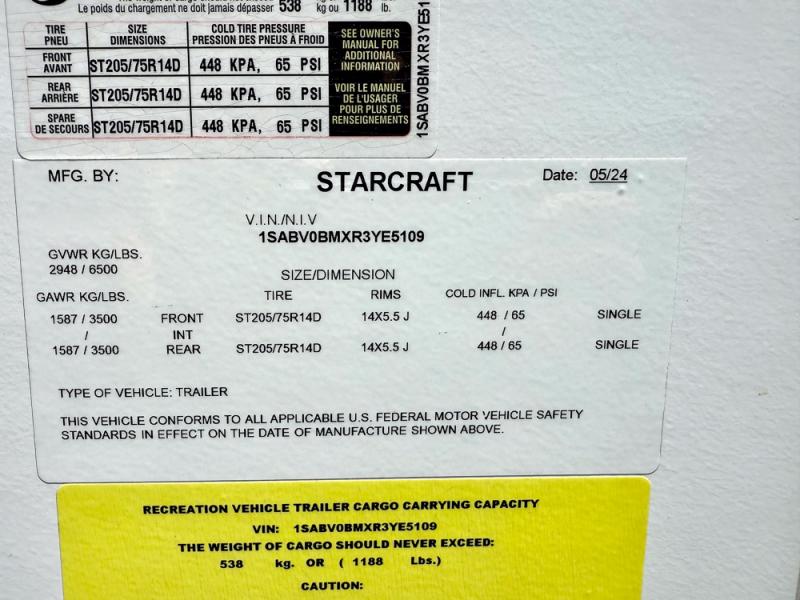 Le poids du chargement ne doit jamais dépasser 538 kg ou 1188 lb.
TIRE PNEU SIZE DIMENSIONS COLD TIRE PRESSURE PRESSION DES PNEUS À FROID
FRONT AVANT ST205/75R14D 448 KPA, 65 PSI
REAR ARRIÈRE ST205/75R14D 448 KPA, 65 PSI
SPARE DE SECOURS ST205/75R14D 448 KPA, 65 PSI
SEE OWNER'S
MANUAL FOR
ADDITIONAL
INFORMATION
VOIR LE MANUEL
DE L'USAGER
POUR PLUS DE
RENSEIGNEMENTS
1SABV0BMXR3YE51
MFG. BY: STARCRAFT Date: 05/24
V.I.N./N.I.V
1SABV0BMXR3YE5109
GVWR KG/LBS.
2948 / 6500
SIZE/DIMENSION
GAWR KG/LBS. TIRE RIMS COLD INFL. KPA / PSI
1587 / 3500 FRONT ST205/75R14D 14X5.5 J 448 / 65 SINGLE
/ INT /
1587 / 3500 REAR ST205/75R14D 14X5.5 J 448 / 65 SINGLE
TYPE OF VEHICLE: TRAILER
THIS VEHICLE CONFORMS TO ALL APPLICABLE U.S. FEDERAL MOTOR VEHICLE SAFETY
STANDARDS IN EFFECT ON THE DATE OF MANUFACTURE SHOWN ABOVE.
RECREATION VEHICLE TRAILER CARGO CARRYING CAPACITY
VIN: 1SABV0BMXR3YE5109
THE WEIGHT OF CARGO SHOULD NEVER EXCEED:
538 kg. OR ( 1188 Lbs.)
CAUTION: